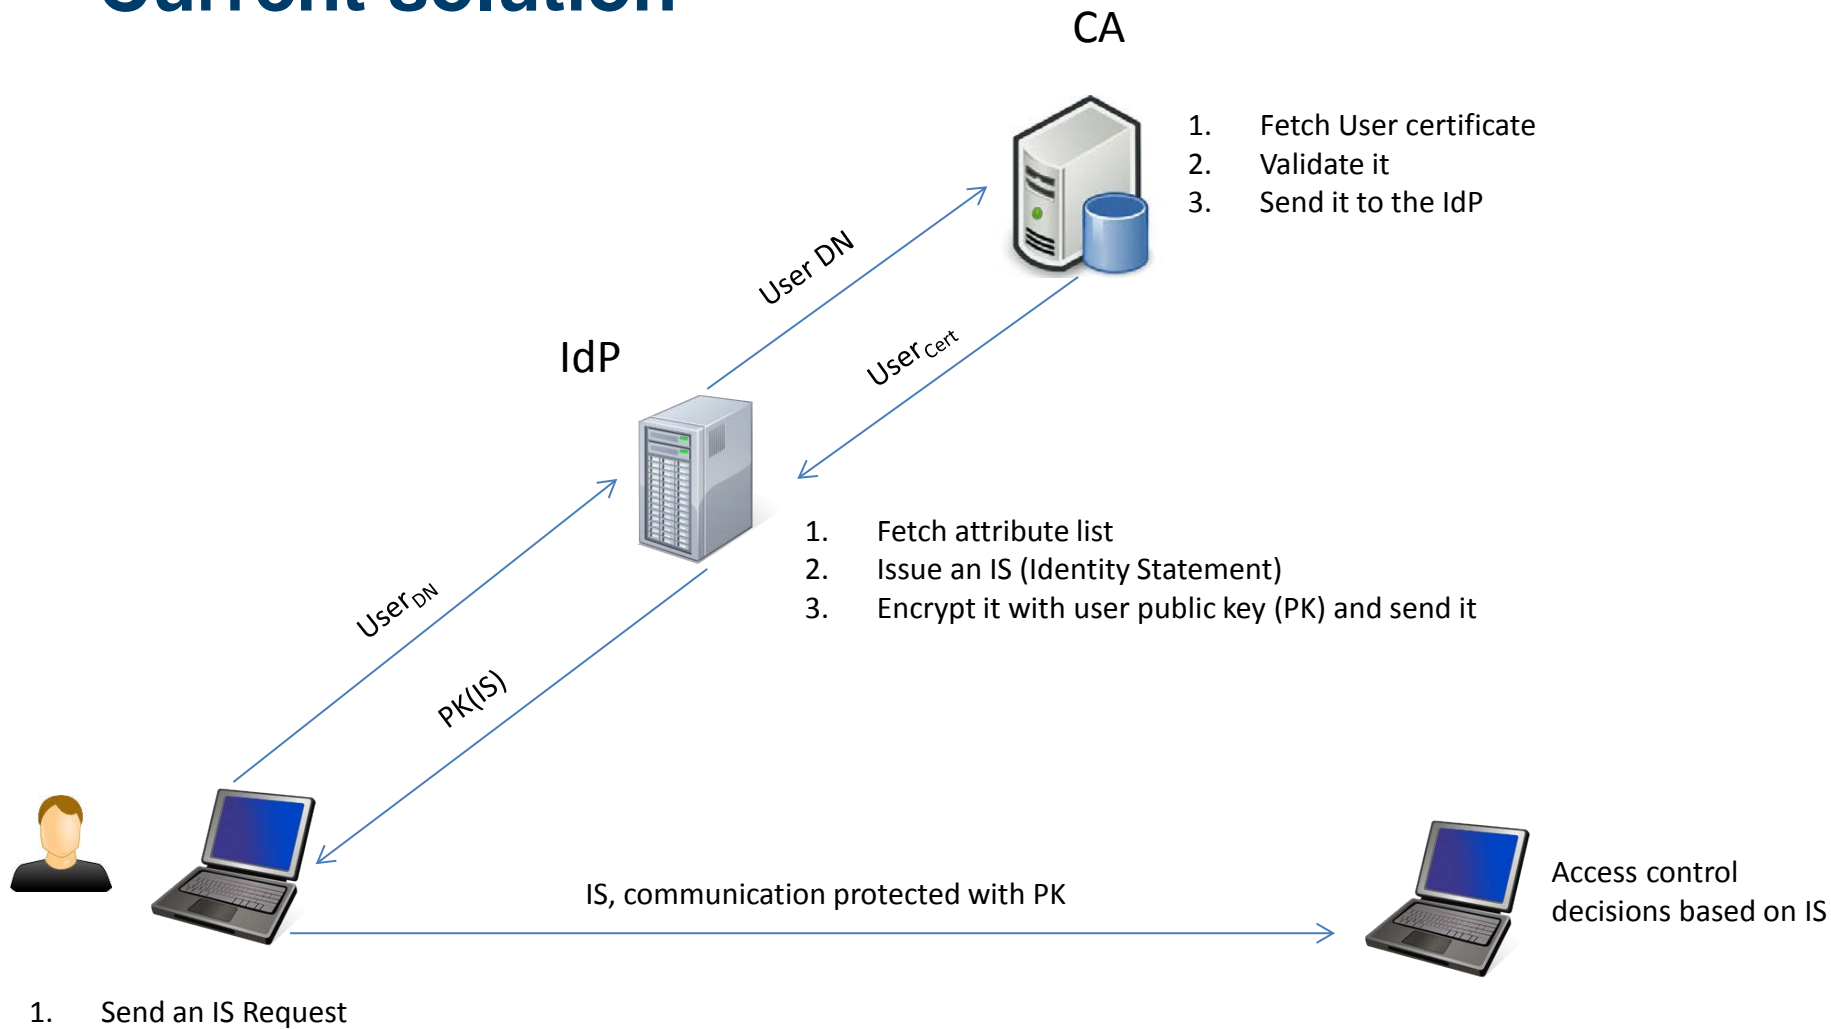 Current solution
CA
1. Fetch User certificate
2. Validate it
3. Send it to the IdP
User DN
User Cert
IdP
1. Fetch attribute list
2. Issue an IS (Identity Statement)
3. Encrypt it with user public key (PK) and send it
User DN
PK(IS)
IS, communication protected with PK
Access control
decisions based on IS
1. Send an IS Request